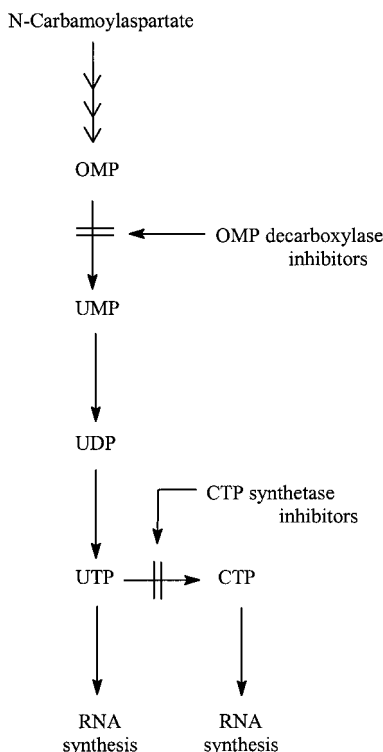 N-Carbamoylaspartate
OMP
OMP decarboxylase
inhibitors
UMP
UDP
CTP synthetase
inhibitors
UTP
CTP
RNA
synthesis
RNA
synthesis